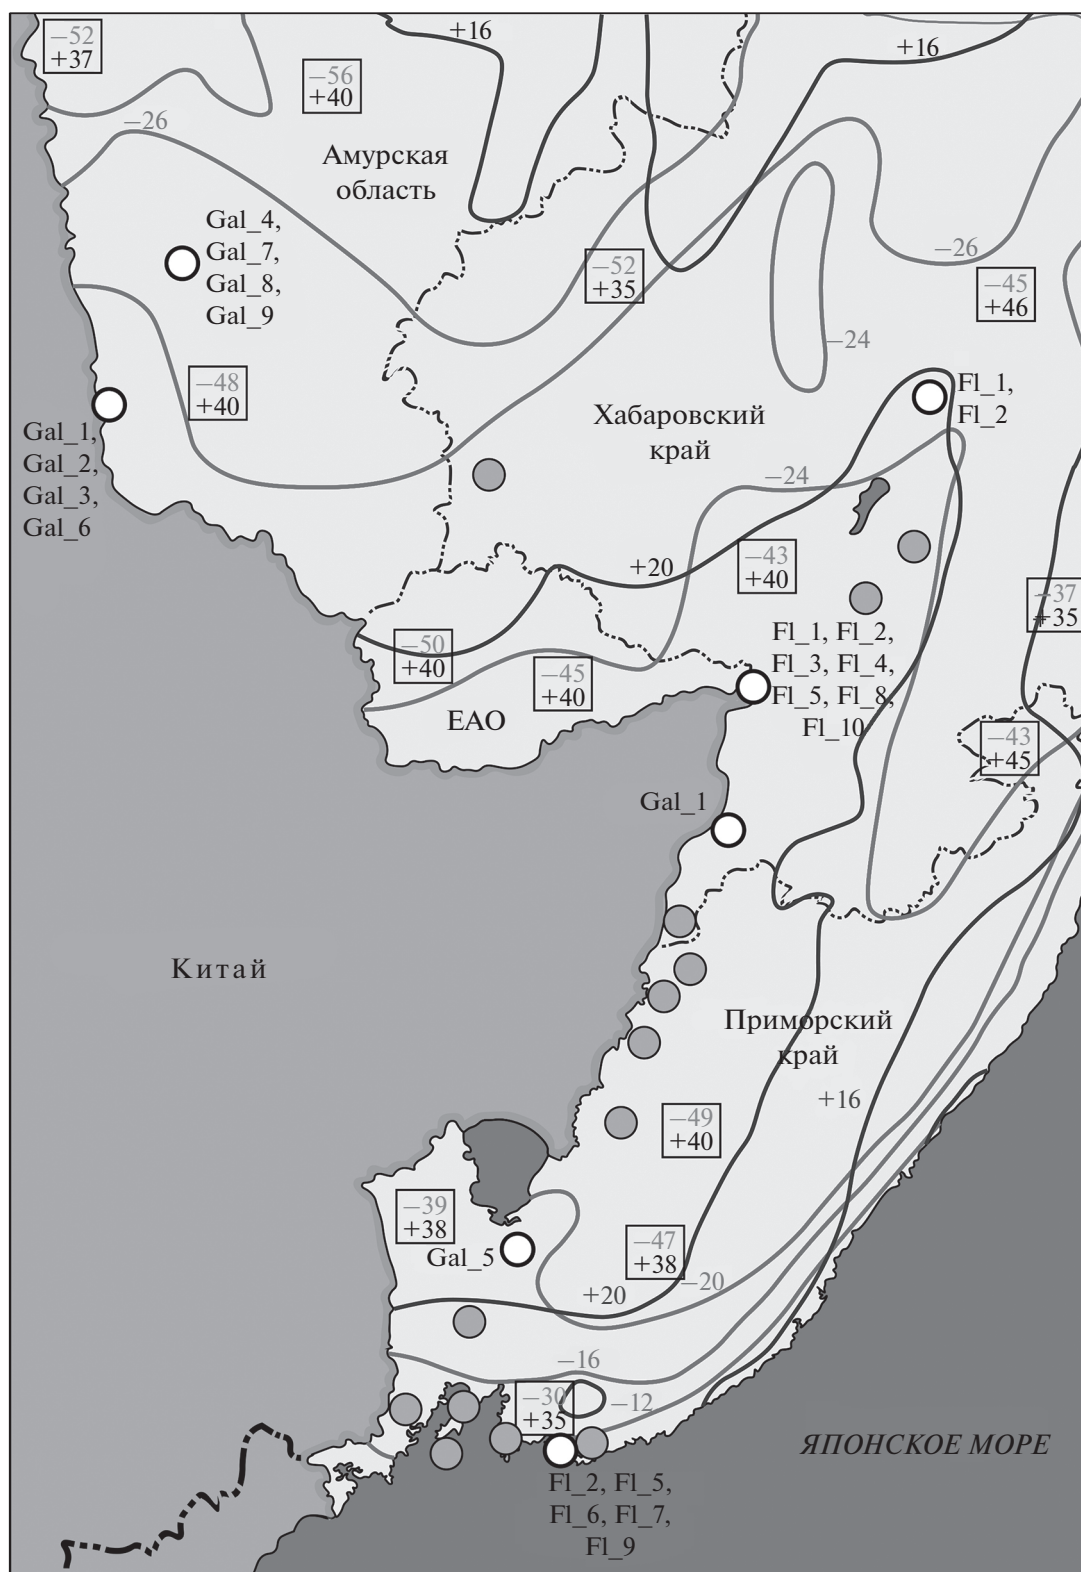 −52
+37
+16
+16
−56
+40
−26
Амурская
область
Gal_4,
Gal_7,
Gal_8,
Gal_9
−52
+35
−26
−45
+46
−24
−48
+40
Fl_1,
Fl_2
Хабаровский
край
Gal_1,
Gal_2,
Gal_3,
Gal_6
−24
+20
−43
+40
−37
+35
−50
+40
−45
+40
Fl_1, Fl_2,
Fl_3, Fl_4,
Fl_5, Fl_8,
Fl_10
ЕАО
−43
+45
Gal_1
Китай
Приморский
край
+16
−49
+40
−39
+38
Gal_5
−47
+38
−20
+20
−16
−30
+35
−12
ЯПОНСКОЕ МОРЕ
Fl_2, Fl_5,
Fl_6, Fl_7,
Fl_9